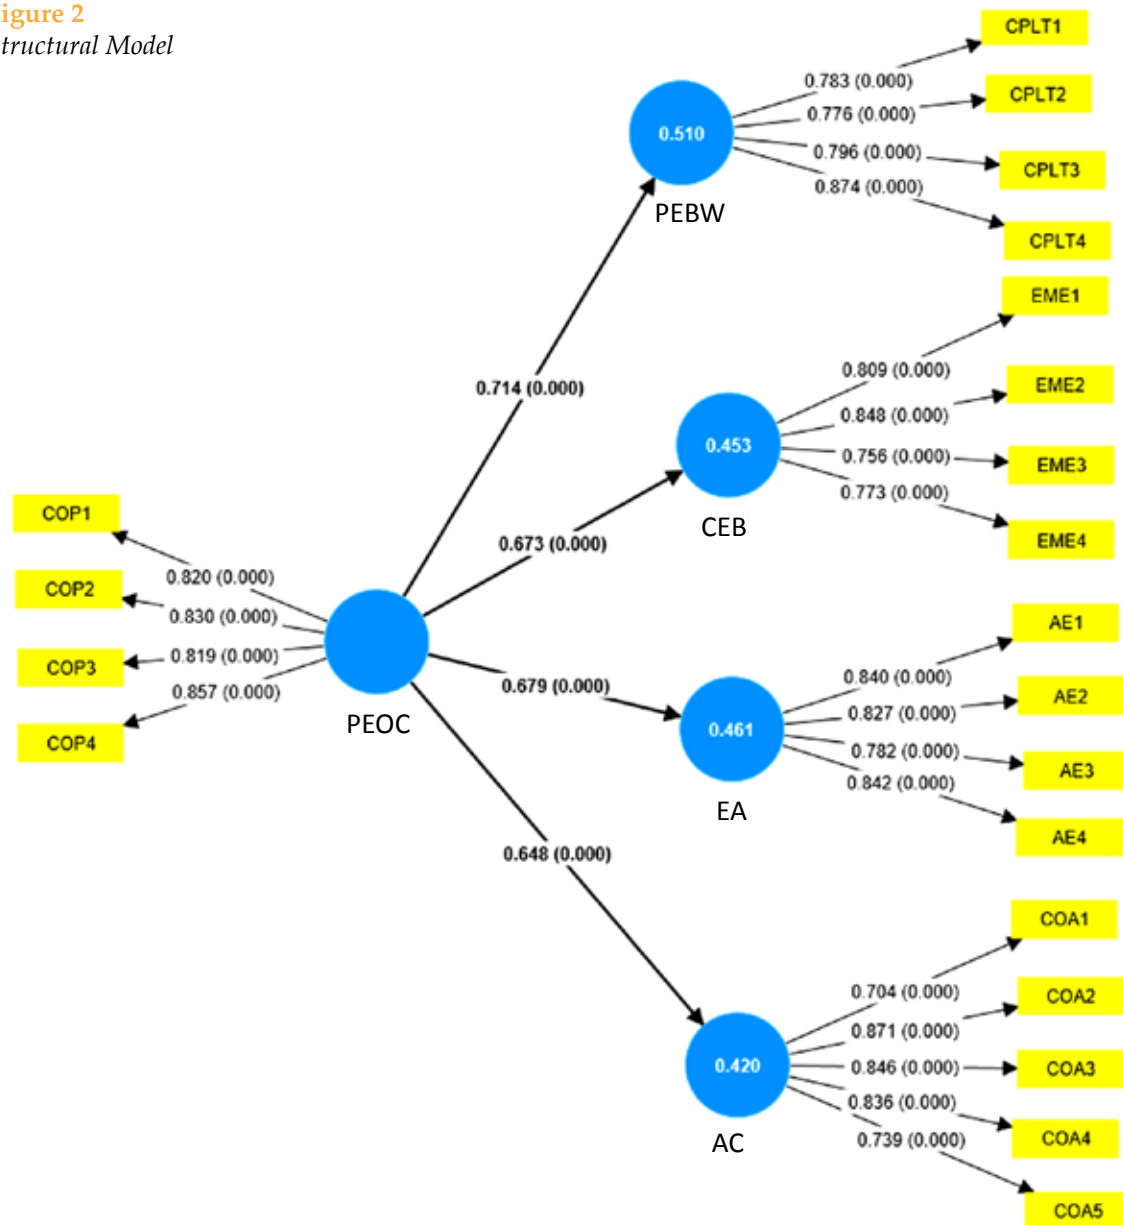 igure 2
tructural Model
CPLT1
0.783 (0.000)
CPLT2
0.776 (0.000)
0.510
0.796 (0.000)
CPLT3
0.874 (0.000)
PEBW
CPLT4
EME1
0.809 (0.000)
0.714 (0.000)
EME2
0.848 (0.000)
0.453
0.756 (0.000)
EME3
0.773 (0.000)
CEB
EME4
0.673 (0.000)
COP1
0.820 (0.000)
COP2
0.830 (0.000)
COP3
0.819 (0.000)
0.857 (0.000)
COP4
PEOC
AE1
0.840 (0.000)
0.679 (0.000)
AE2
0.827 (0.000)
0.461
0.782 (0.000)
AE3
0.842 (0.000)
EA
AE4
0.648 (0.000)
COA1
0.704 (0.000)
COA2
0.871 (0.000)
0.420
0.846 (0.000)
COA3
0.836 (0.000)
COA4
0.739 (0.000)
AC
COA5